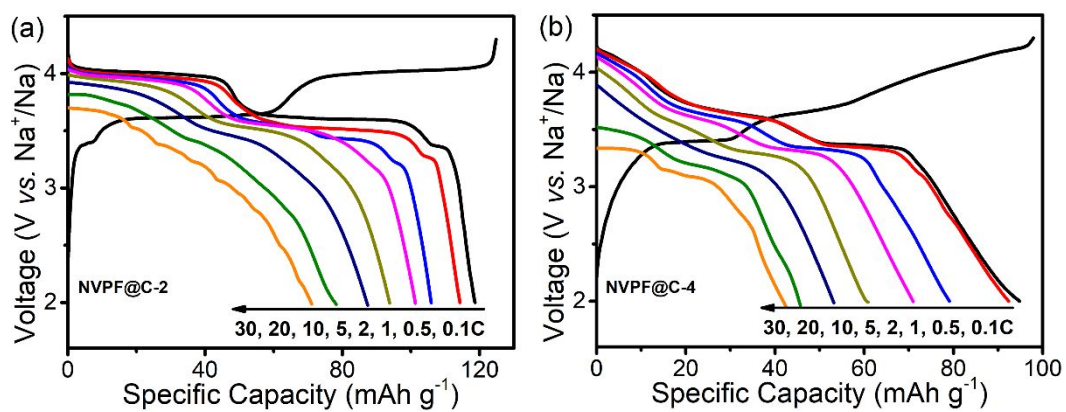 (a)
Voltage (V vs. Na⁺/Na)
4
3
2
NVPF@C-2
30, 20, 10, 5, 2, 1, 0.5, 0.1C
0
40
80
120
Specific Capacity (mAh g⁻¹)
(b)
Voltage (V vs. Na⁺/Na)
4
3
2
NVPF@C-4
30, 20, 10, 5, 2, 1, 0.5, 0.1C
0
20
40
60
80
100
Specific Capacity (mAh g⁻¹)